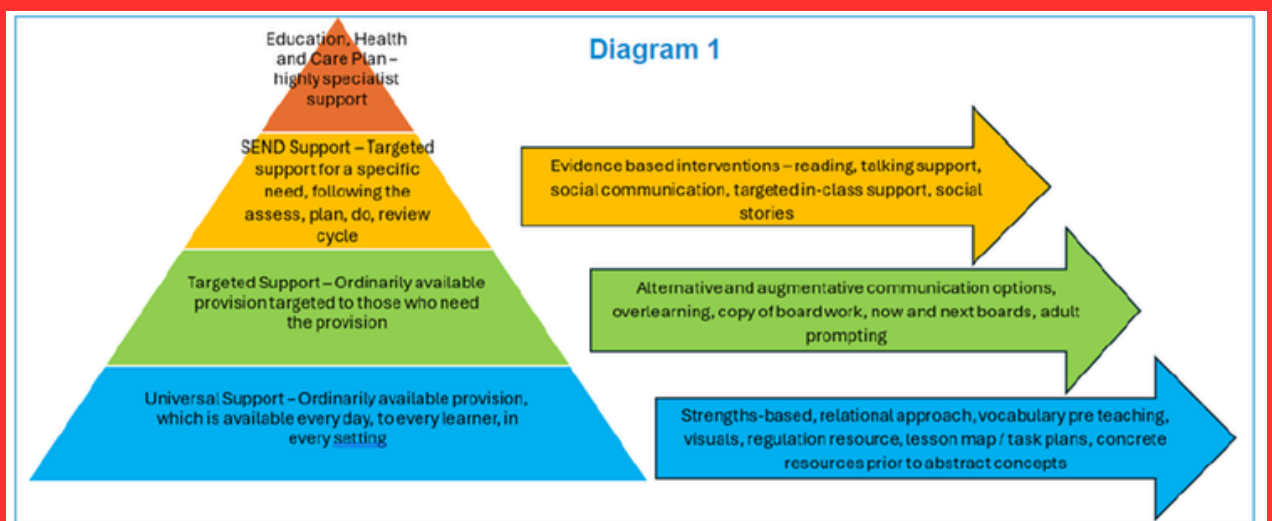 Diagram 1
Education, Health
and Care Plan –
highly specialist
support
SEND Support – Targeted
support for a specific
need, following the
assess, plan, do, review
cycle
Evidence based interventions – reading, talking support,
social communication, targeted in-class support, social
stories
Targeted Support – Ordinarily available
provision targeted to those who need
the provision
Alternative and augmentative communication options,
overlearning, copy of board work, now and next boards, adult
prompting
Universal Support – Ordinarily available provision,
which is available every day, to every learner, in
every setting
Strengths-based, relational approach, vocabulary pre teaching,
visuals, regulation resource, lesson map / task plans, concrete
resources prior to abstract concepts